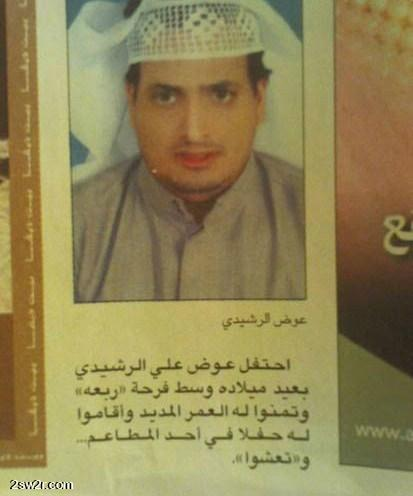 عوض الرشيدي
احتفل عوض علي الرشيدي
بعيد ميلاده وسط فرحة «ربعه»
وتمنوا له العمر المديد وأقاموا
له حفلا في أحد المطاعم...
و«تعشوا».
www.a
2sw2r.com